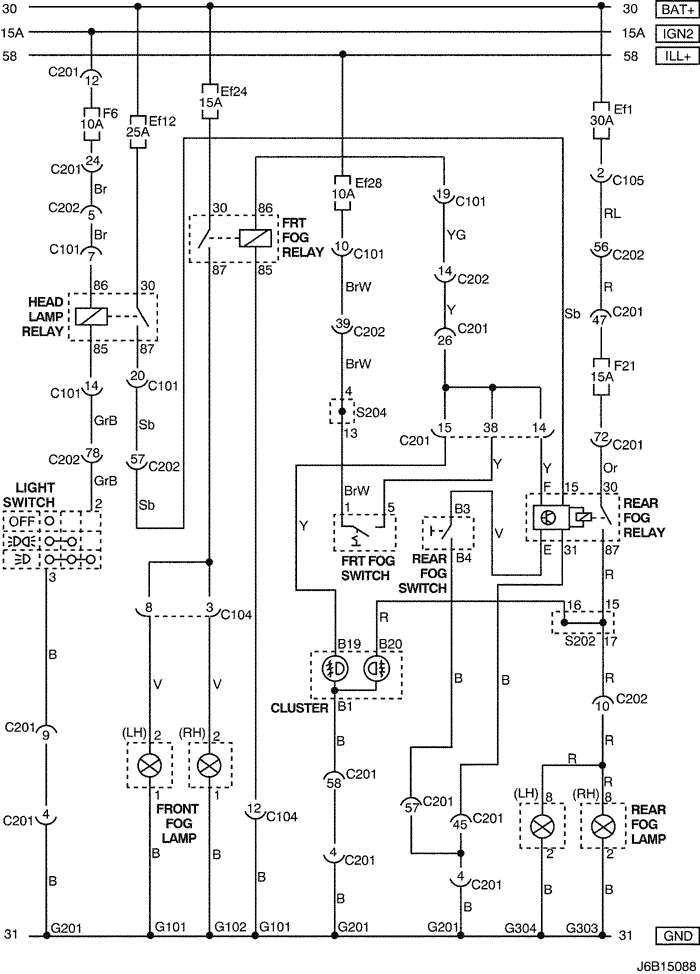 30 30 BAT+
15A 15A IGN2
58 58 ILL+
C201 12
F6 10A
Ef12 25A
Ef24 15A
Ef1 30A
24 C201
Br
C202 5
Br
C101 7
Ef28 10A
19 C101
2 C105
RL
30 86
FRT FOG RELAY
87 85
10 C101
YG
56 C202
BrW
14 C202
R
86 30
HEAD LAMP RELAY
85 87
39 C202
Y
C201 26
Sb
C201 47
BrW
F21 15A
14 C101
20 C101
4 S204 13
GrB
Sb
15 38 14
C201
72 C201
78 C202
57 C202
Y Y
Or
GrB
Sb
LIGHT SWITCH
2
OFF
3
BrW
1 5
FRT FOG SWITCH
B3
REAR FOG SWITCH
B4
V
F 15 30
REAR FOG RELAY
E 31 87
Y
R
8 3 C104
R
16 15
S202 17
B
V V
B19 B20
CLUSTER
B1
B B
R
C202 10
C201 9
(LH) 2 (RH) 2
1 1
FRONT FOG LAMP
B
58 C201
R R
R
(LH) 8 (RH) 8
REAR FOG LAMP
2 2
C201 4
12 C104
57 C201
45 C201
B B B B
4 C201
4 C201
B B B B
31 G201 G101 G102 G101 G201 G201 G304 G303 31 GND
J6B15088